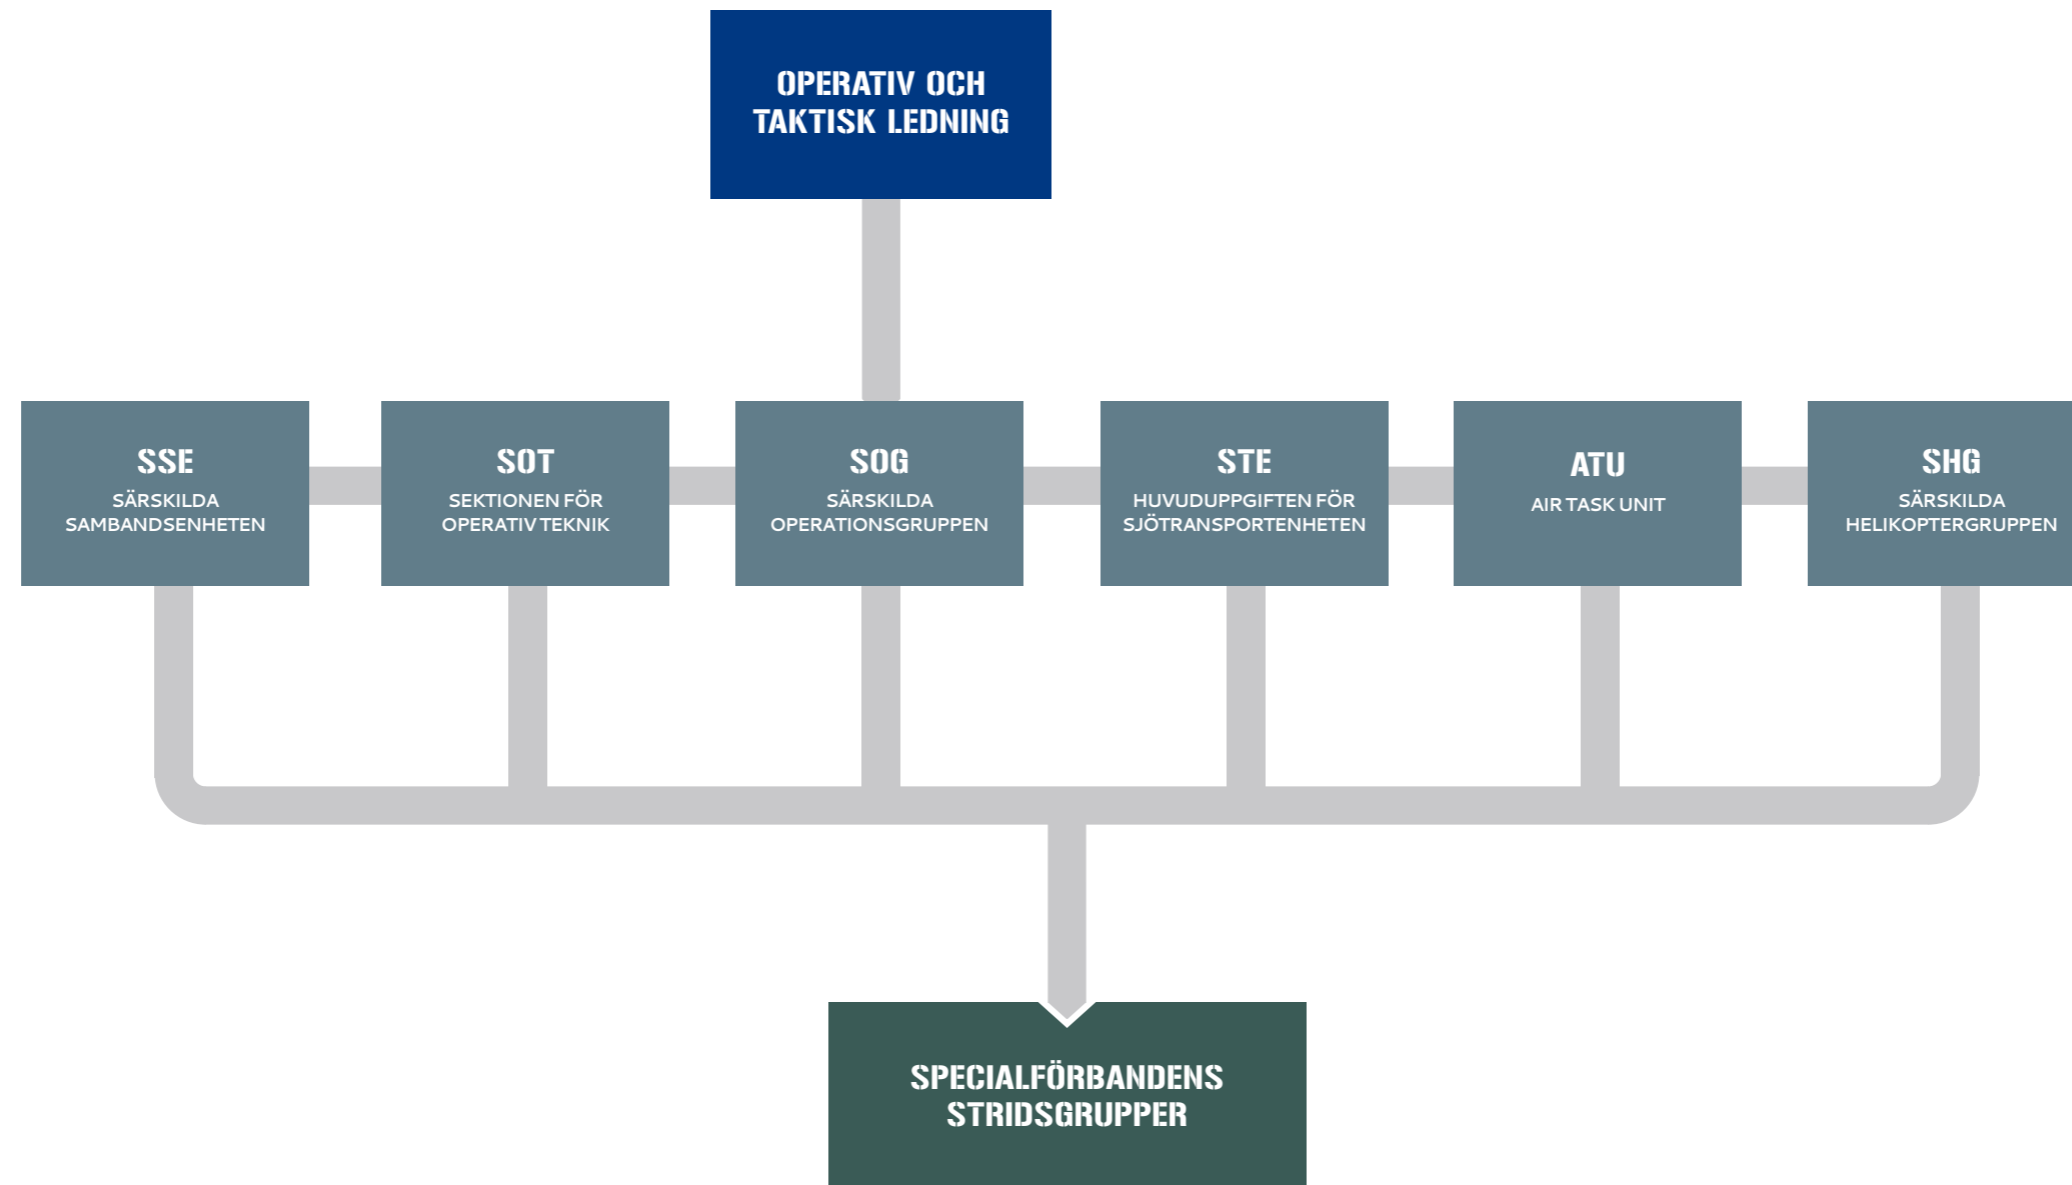 OPERATIV OCH
TAKTISK LEDNING
SSE
SÄRSKILDA
SAMBANDSENHETEN
SOT
SEKTIONEN FÖR
OPERATIV TEKNIK
SOG
SÄRSKILDA
OPERATIONSGRUPPEN
STE
HUVUDUPPGIFTEN FÖR
SJÖTRANSPORTENHETEN
ATU
AIR TASK UNIT
SHG
SÄRSKILDA
HELIKOPTERGRUPPEN
SPECIALFÖRBANDENS
STRIDSGRUPPER